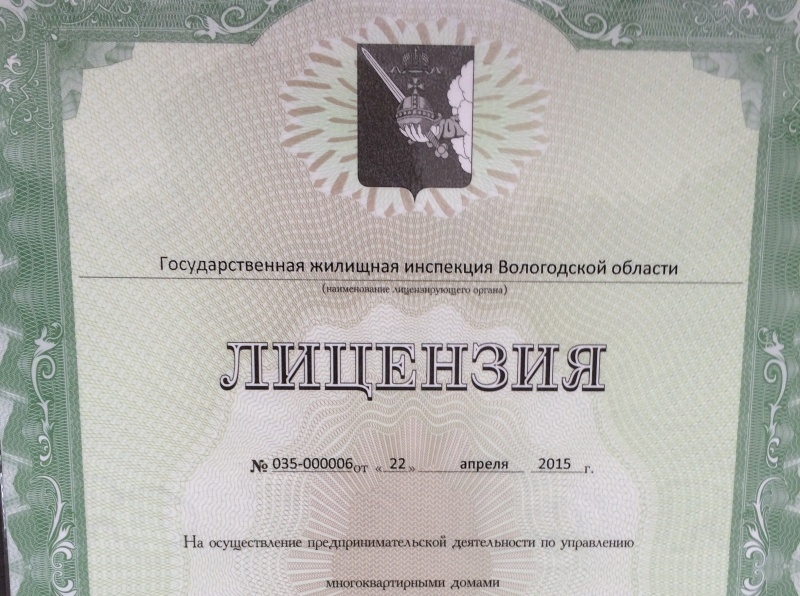 Государственная жилищная инспекция Вологодской области
(наименование лицензирующего органа)
ЛИЦЕНЗИЯ
№ 035-000006 от «22» апреля 2015 г.
На осуществление предпринимательской деятельности по управлению
многоквартирными домами